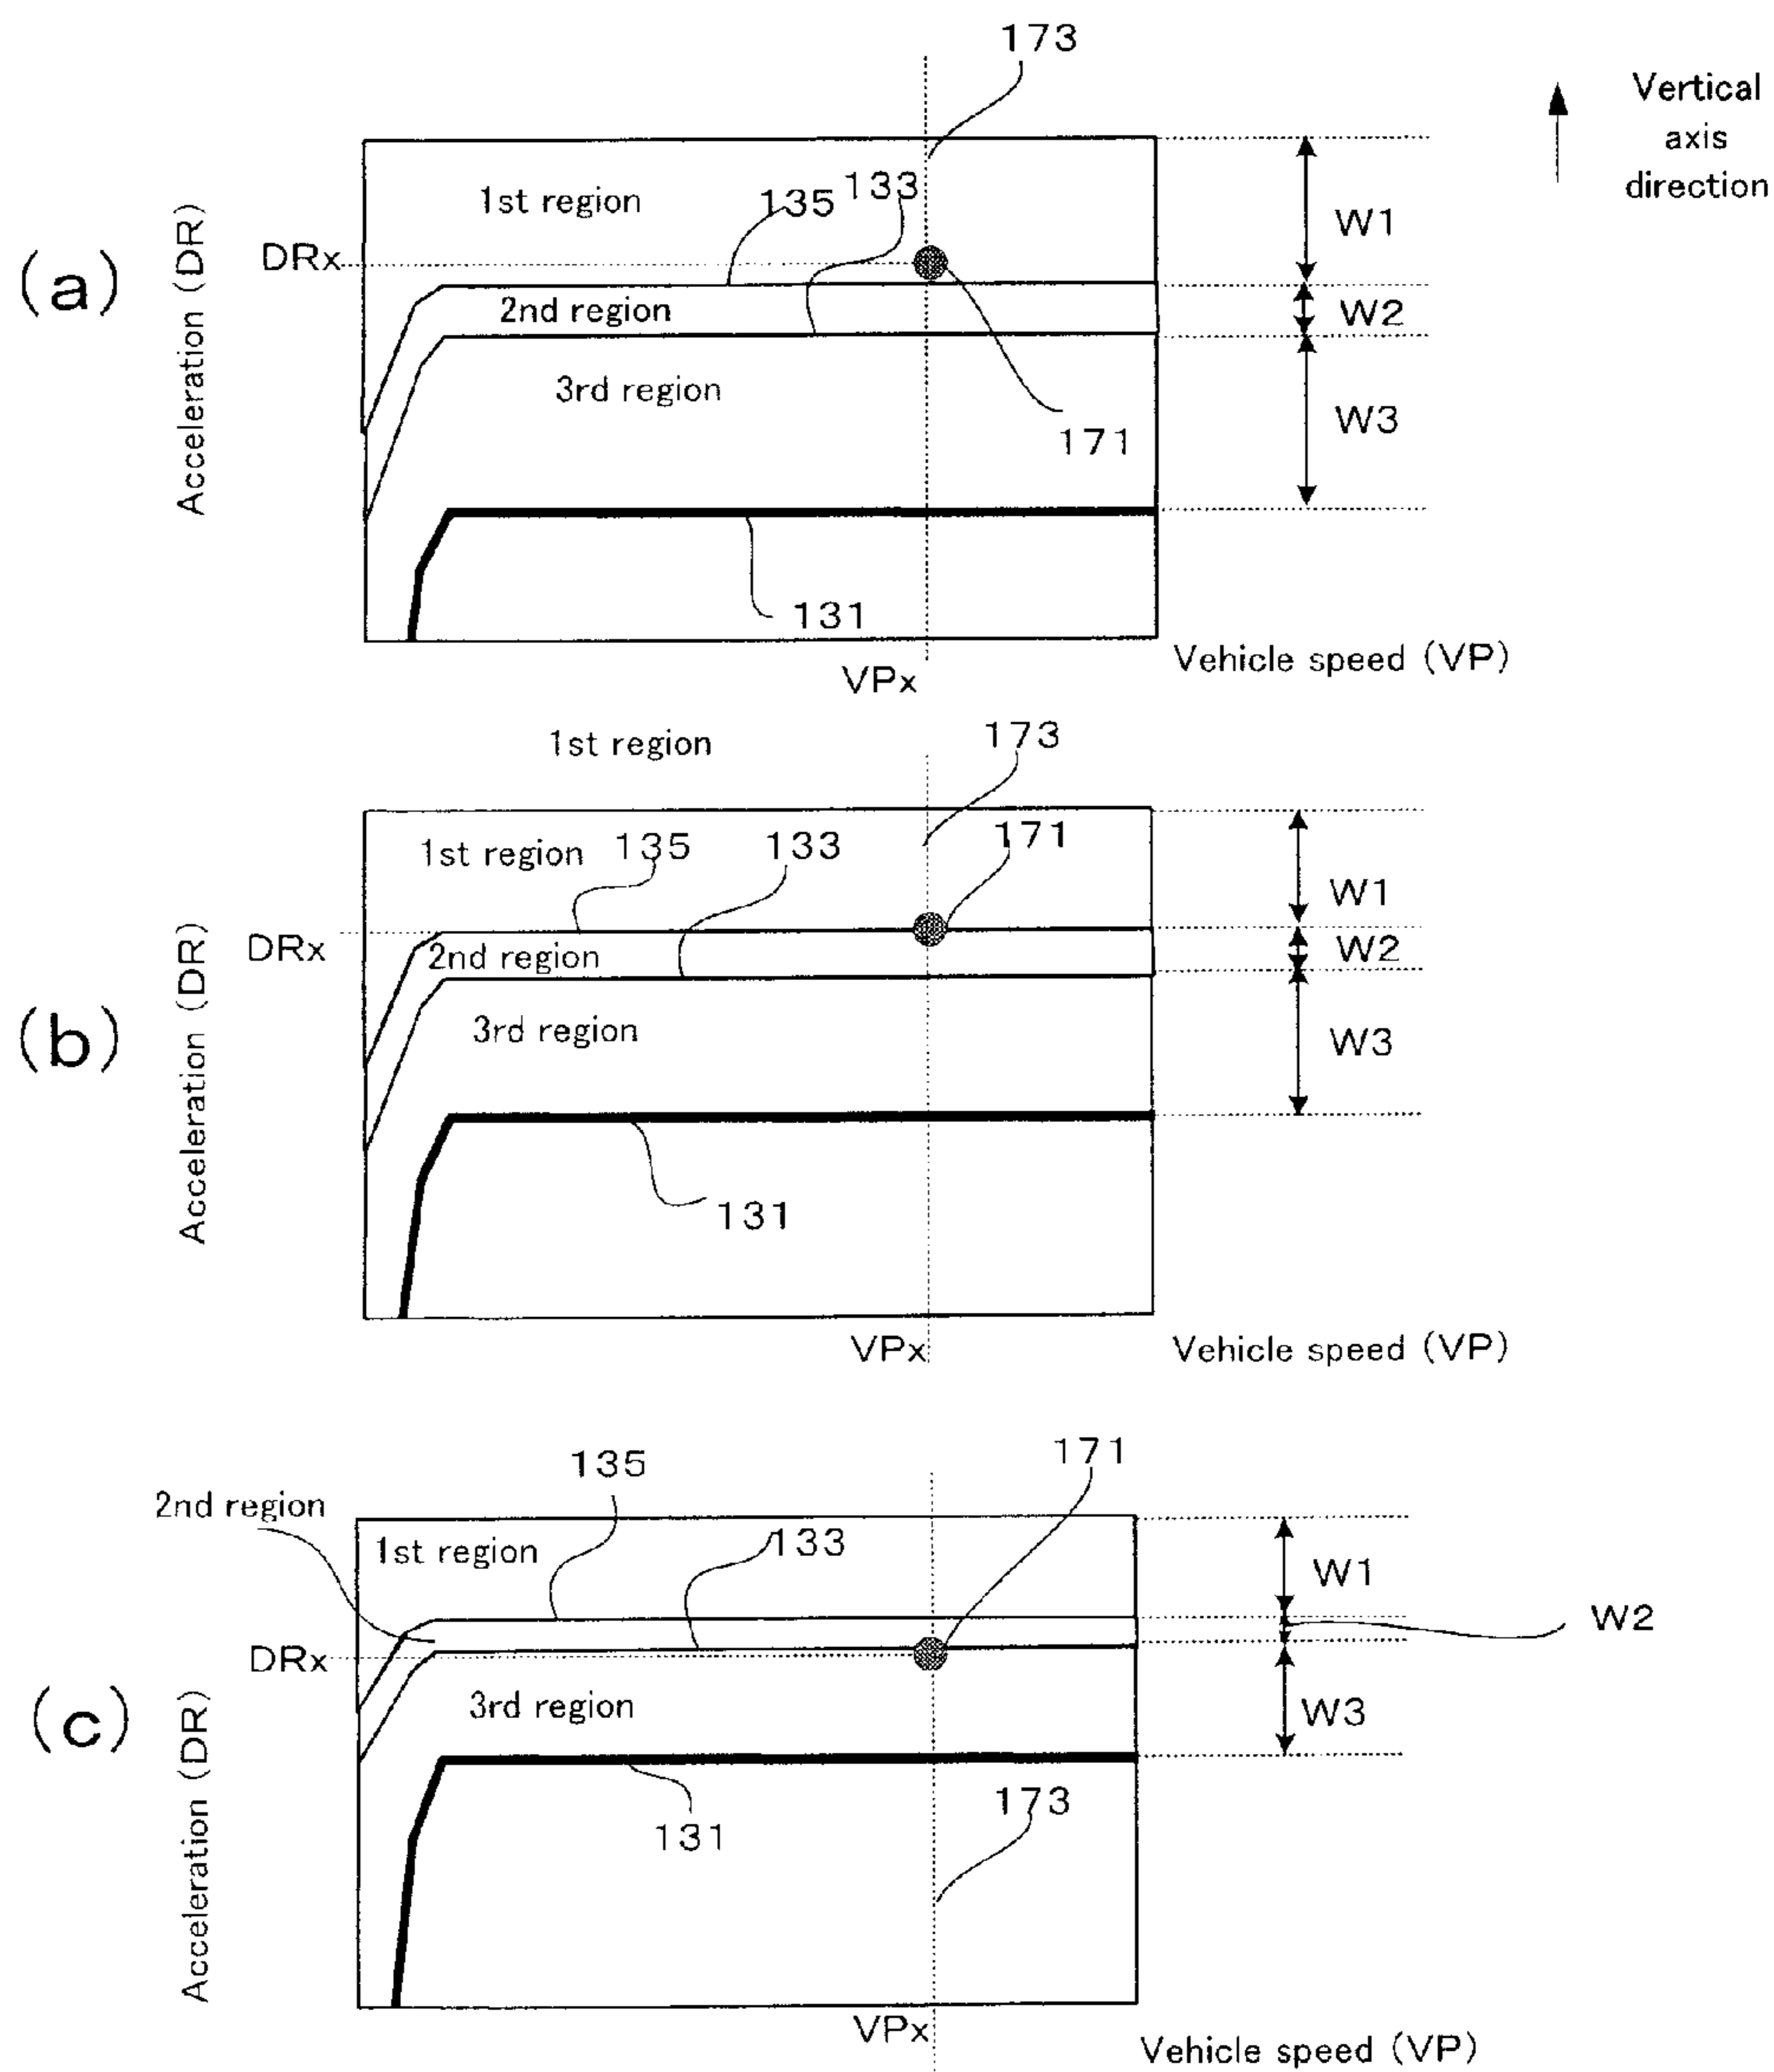 173
Vertical
axis
direction
1st region
135
133
W1
(a)
Acceleration (DR)
DRx
2nd region
W2
3rd region
171
W3
131
VPx
Vehicle speed (VP)
1st region
173
1st region
135
133
171
W1
(b)
Acceleration (DR)
DRx
2nd region
W2
3rd region
W3
131
VPx
Vehicle speed (VP)
135
171
2nd region
1st region
133
W1
W2
(c)
Acceleration (DR)
DRx
3rd region
W3
173
131
VPx
Vehicle speed (VP)